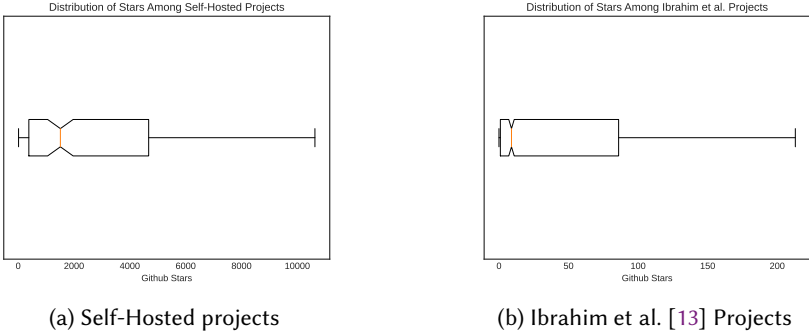 Distribution of Stars Among Self-Hosted Projects
0 2000 4000 6000 8000 10000
Github Stars
(a) Self-Hosted projects
Distribution of Stars Among Ibrahim et al. Projects
0 50 100 150 200
Github Stars
(b) Ibrahim et al. [13] Projects